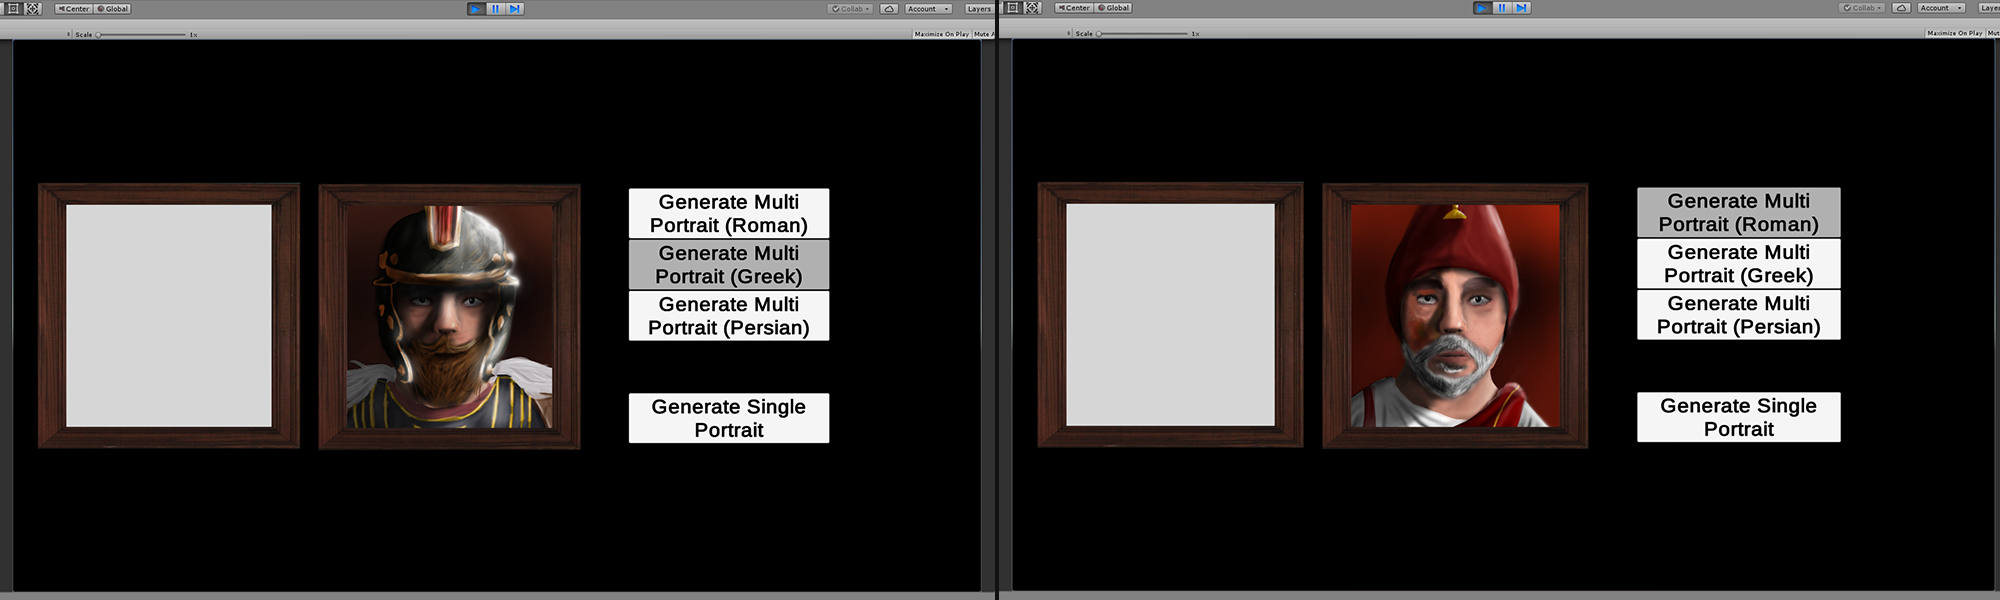 Center Global Collab Account Layers
Scale 1x Maximize On Play Mute A
Generate Multi
Portrait (Roman)
Generate Multi
Portrait (Greek)
Generate Multi
Portrait (Persian)
Generate Single
Portrait
Center Global Collab Account Laye
Scale 1x Maximize On Play Mut
Generate Multi
Portrait (Roman)
Generate Multi
Portrait (Greek)
Generate Multi
Portrait (Persian)
Generate Single
Portrait